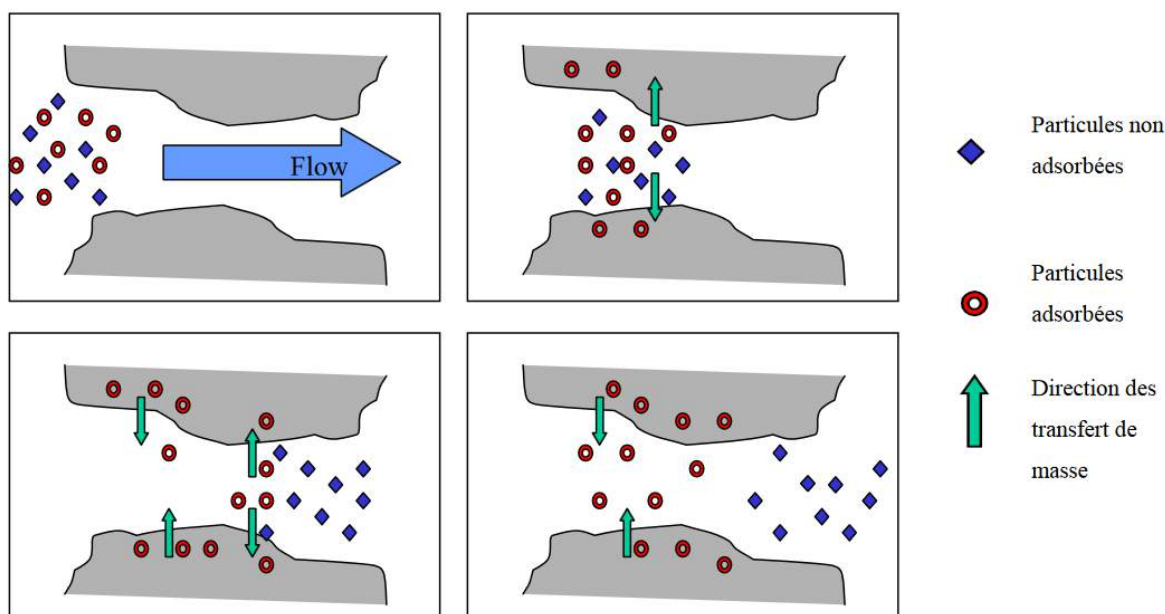 Flow
Particules non
adsorbées
Particules
adsorbées
Direction des
transfert de
masse